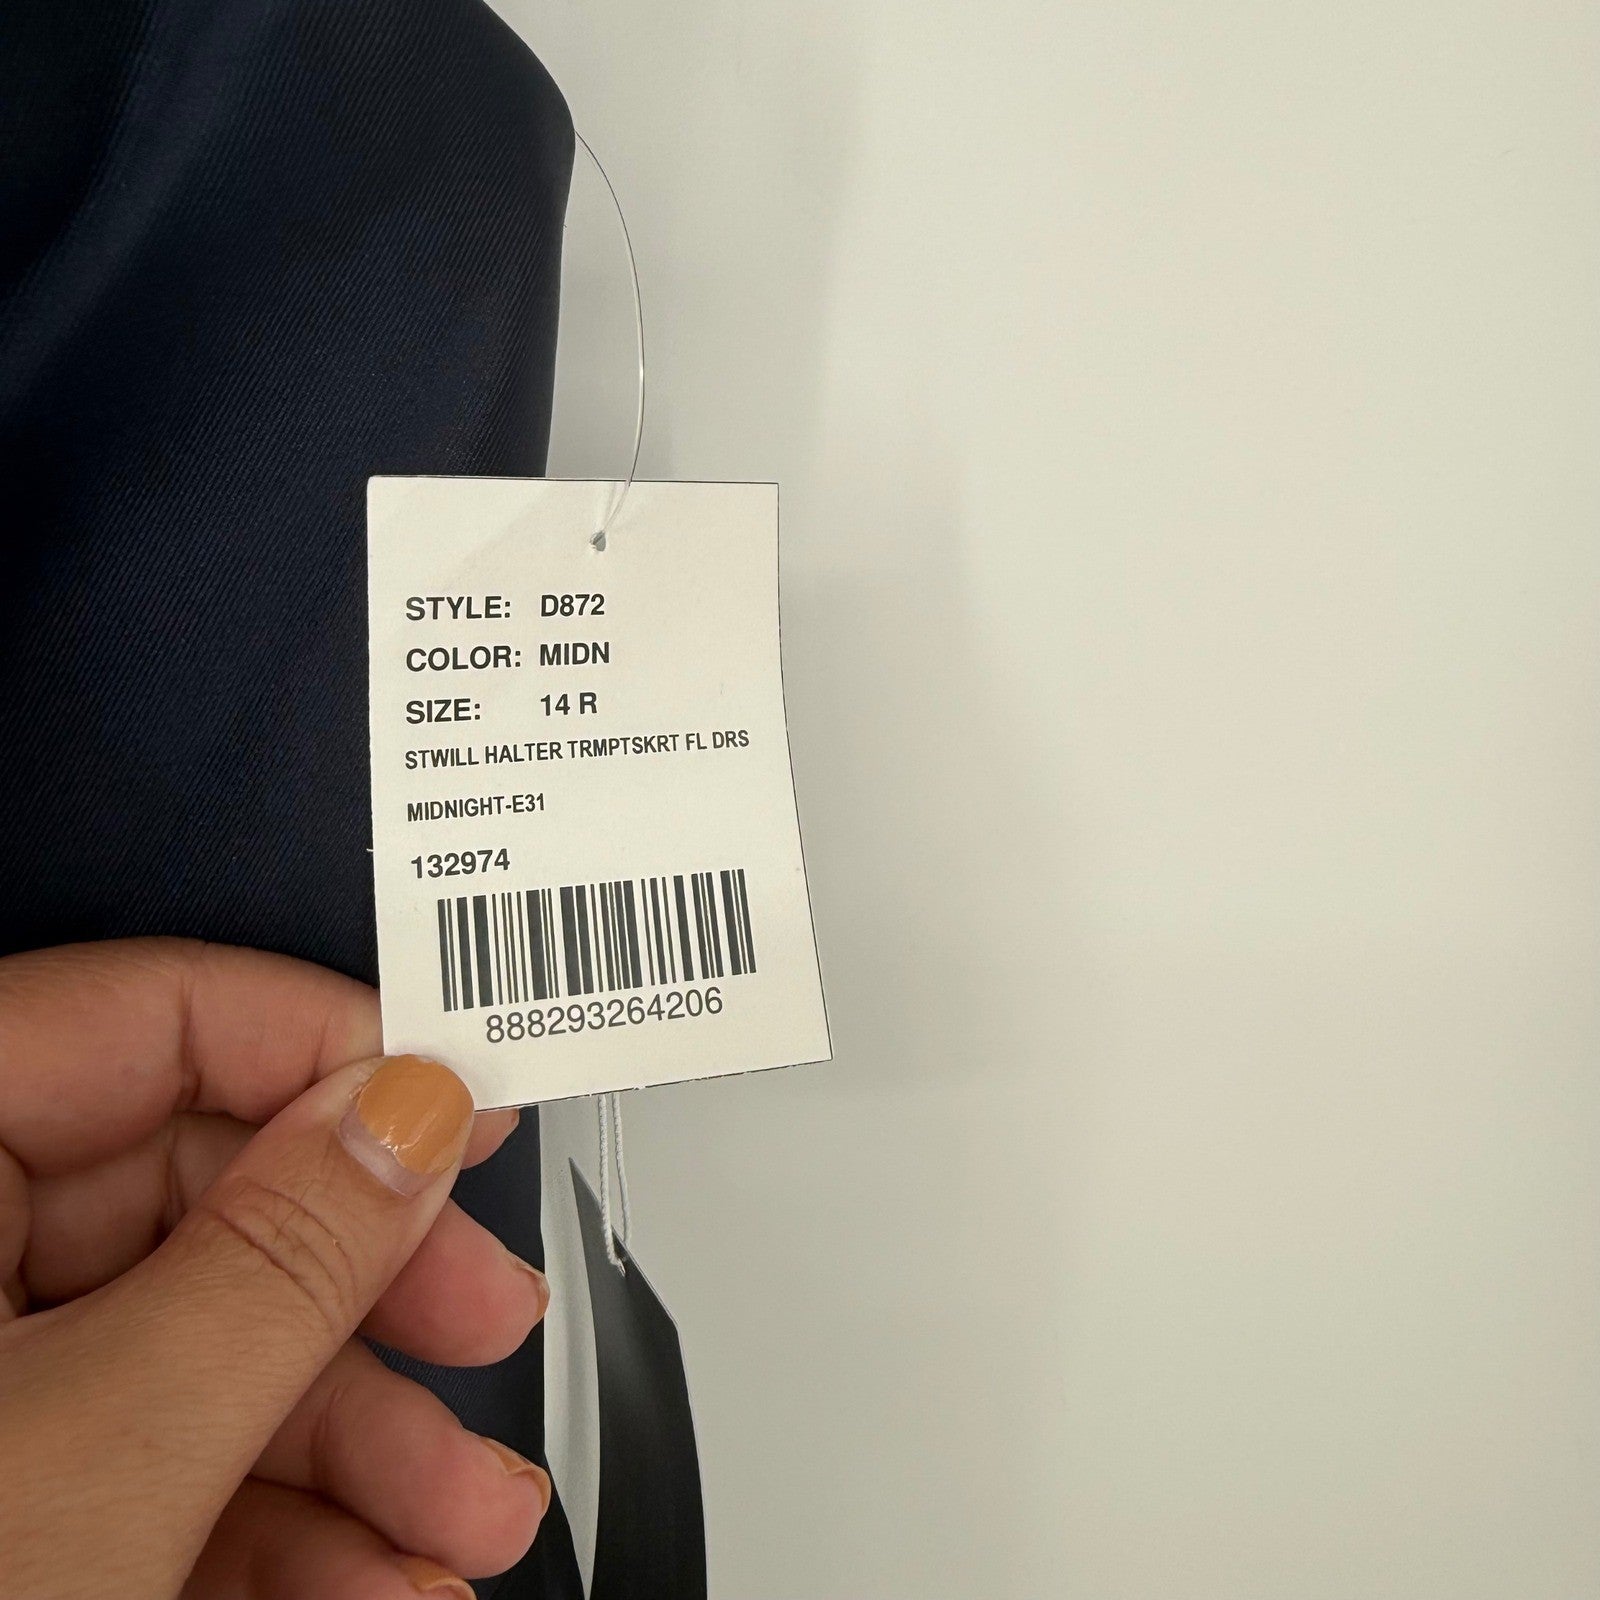 STYLE: D872
COLOR: MIDN
SIZE: 14 R
STWILL HALTER TRMPTSKRT FL DRS
MIDNIGHT-E31
132974
888293264206